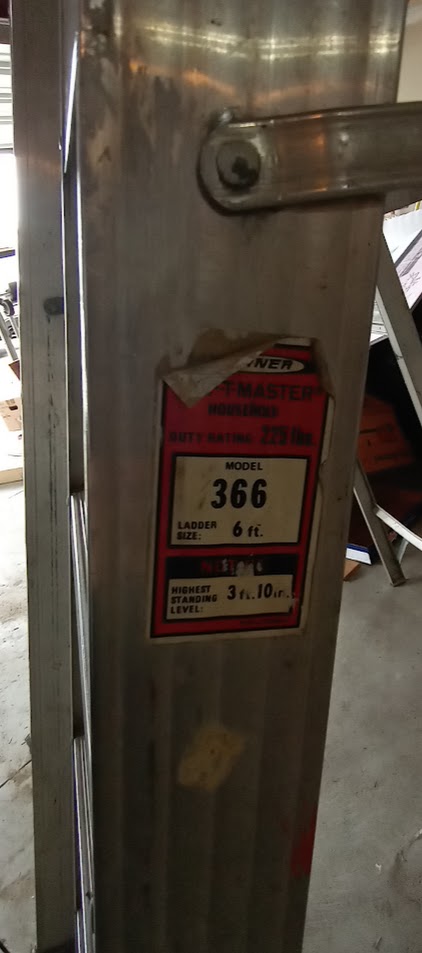 NER
T-MASTER
HOUSEHOLD
DUTY RATING 225 lbs.
MODEL
366
LADDER SIZE: 6 ft.
HIGHEST STANDING LEVEL: 3 ft. 10 in.